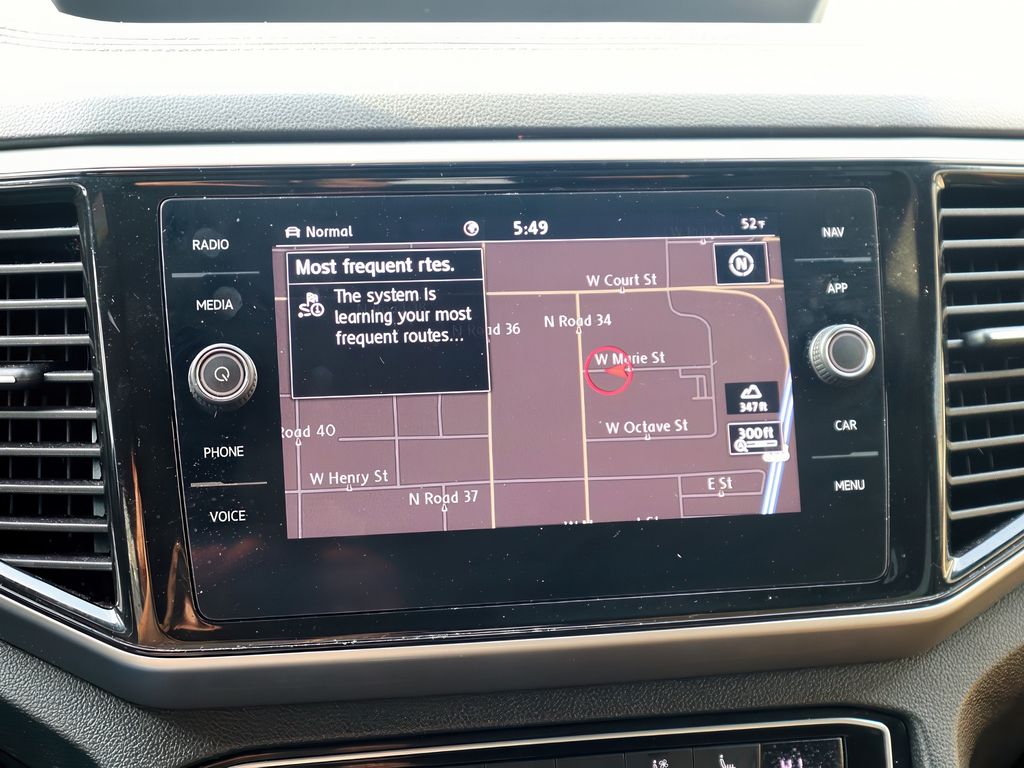 Normal
5:49
52°F
RADIO
MEDIA
PHONE
VOICE
Most frequent rtes.
The system is
learning your most
frequent routes...
W Court St
N Road 36
N Road 34
W Marie St
Road 40
W Octave St
W Henry St
N Road 37
E St
N
347 ft
300ft
NAV
APP
CAR
MENU
HI